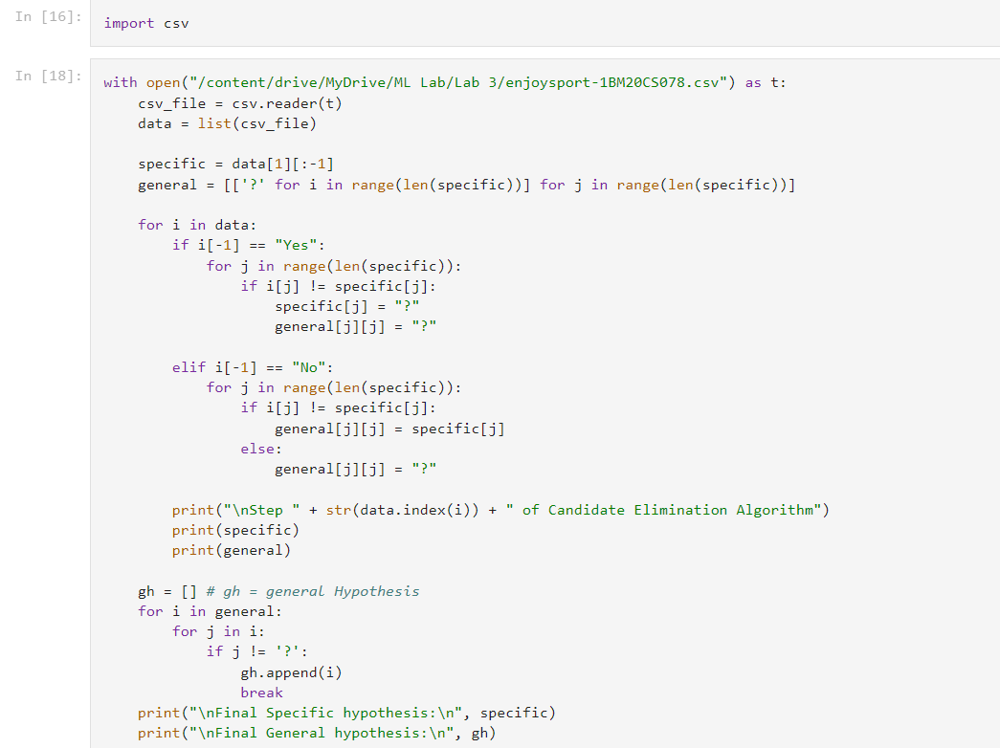 In [16]:
import csv
In [18]:
with open("/content/drive/MyDrive/ML Lab/Lab 3/enjoysport-1BM20CS078.csv") as t:
    csv_file = csv.reader(t)
    data = list(csv_file)

    specific = data[1][:-1]
    general = [['?' for i in range(len(specific))] for j in range(len(specific))]

    for i in data:
        if i[-1] == "Yes":
            for j in range(len(specific)):
                if i[j] != specific[j]:
                    specific[j] = "?"
                    general[j][j] = "?"

        elif i[-1] == "No":
            for j in range(len(specific)):
                if i[j] != specific[j]:
                    general[j][j] = specific[j]
                else:
                    general[j][j] = "?"

        print("\nStep " + str(data.index(i)) + " of Candidate Elimination Algorithm")
        print(specific)
        print(general)

    gh = [] # gh = general Hypothesis
    for i in general:
        for j in i:
            if j != '?':
                gh.append(i)
                break
    print("\nFinal Specific hypothesis:\n", specific)
    print("\nFinal General hypothesis:\n", gh)